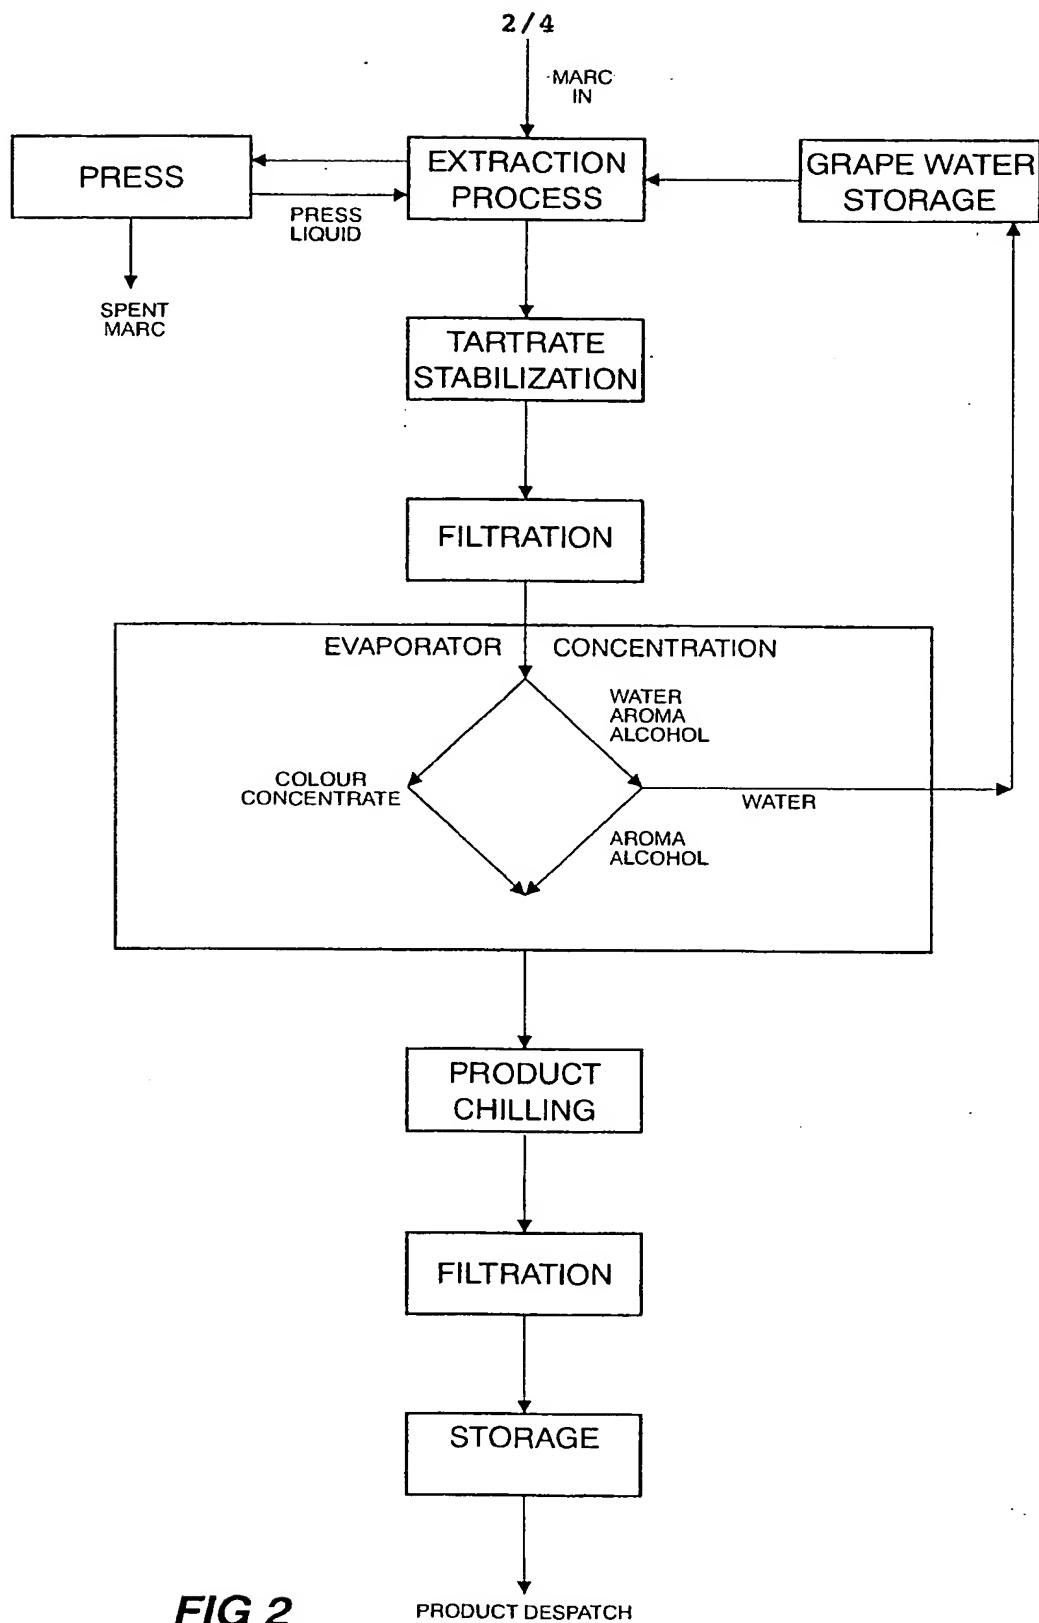 2/4
MARC
IN
PRESS
EXTRACTION
PROCESS
GRAPE WATER
STORAGE
PRESS
LIQUID
SPENT
MARC
TARTRATE
STABILIZATION
FILTRATION
EVAPORATOR CONCENTRATION
WATER
AROMA
ALCOHOL
COLOUR
CONCENTRATE
WATER
AROMA
ALCOHOL
PRODUCT
CHILLING
FILTRATION
STORAGE
FIG 2
PRODUCT DESPATCH